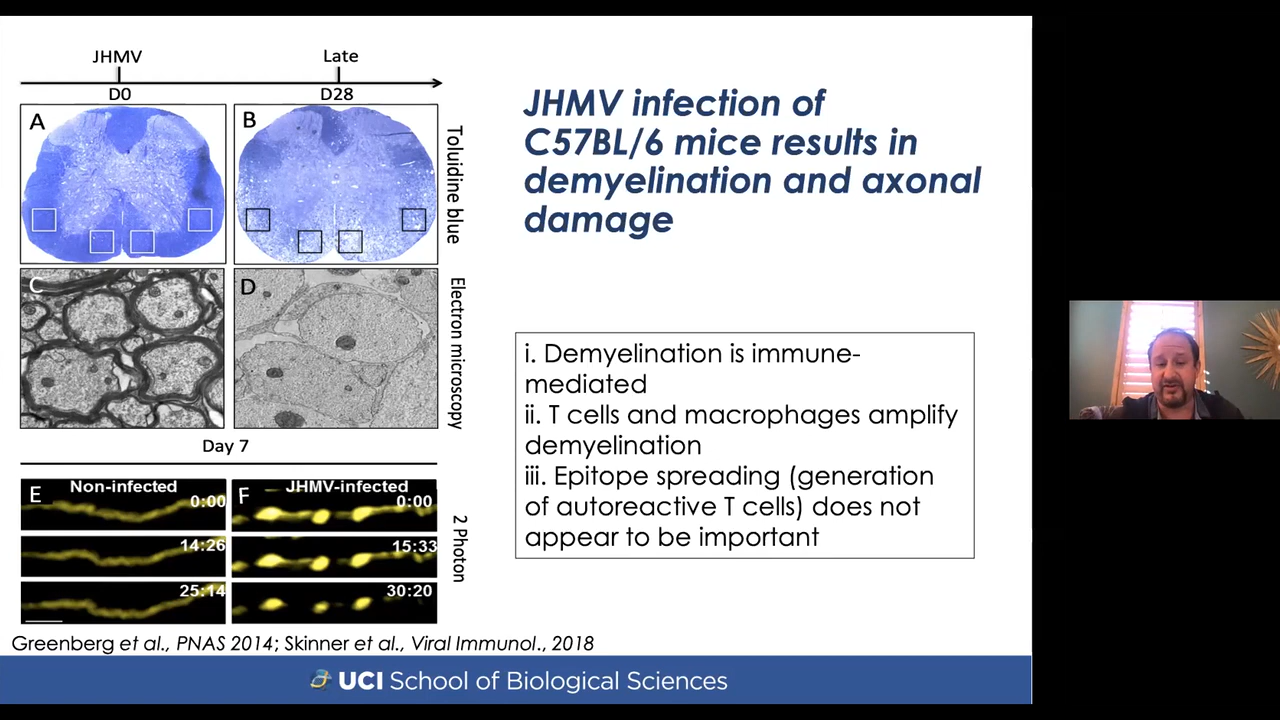 JHMV
Late
D0
D28
A
B
Toluidine blue
C
D
Electron microscopy
Day 7
E
Non-infected
0:00
F
JHMV-infected
0:00
14:26
15:33
25:14
30:20
2 Photon
JHMV infection of
C57BL/6 mice results in
demyelination and axonal
damage
i. Demyelination is immune-
mediated
ii. T cells and macrophages amplify
demyelination
iii. Epitope spreading (generation
of autoreactive T cells) does not
appear to be important
Greenberg et al., PNAS 2014; Skinner et al., Viral Immunol., 2018
UCI School of Biological Sciences